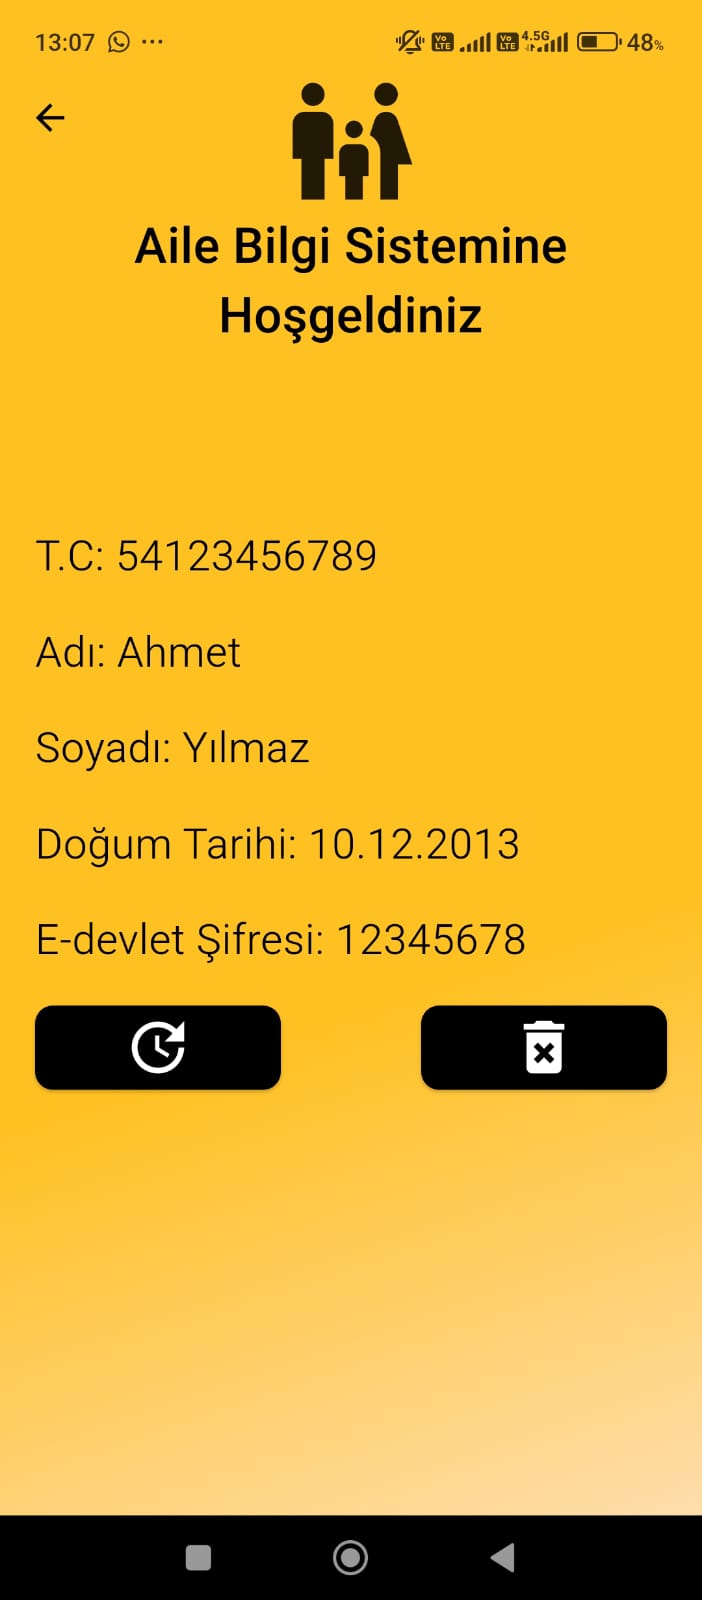 13:07
Vo LTE Vo LTE 4.5G 48%
Aile Bilgi Sistemine
Hoşgeldiniz
T.C: 54123456789
Adı: Ahmet
Soyadı: Yılmaz
Doğum Tarihi: 10.12.2013
E-devlet Şifresi: 12345678